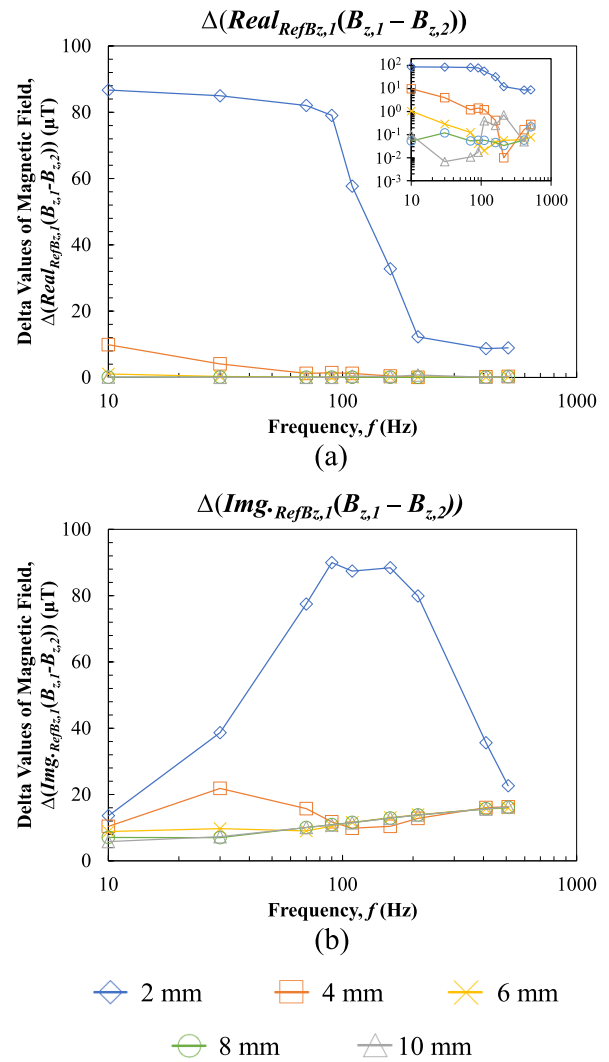 Δ(Real_RefBz,1(B_z,1 – B_z,2))
Delta Values of Magnetic Field,
Δ(Real_RefBz,1(B_z,1-B_z,2)) (µT)
100
80
60
40
20
0
10
100
1000
10^2
10^1
10^0
10^-1
10^-2
10^-3
10
100
1000
Frequency, f (Hz)
(a)
Δ(Img._RefBz,1(B_z,1 – B_z,2))
Delta Values of Magnetic Field,
Δ(Img._RefBz,1(B_z,1-B_z,2)) (µT)
100
80
60
40
20
0
10
100
1000
Frequency, f (Hz)
(b)
2 mm 4 mm 6 mm
8 mm 10 mm